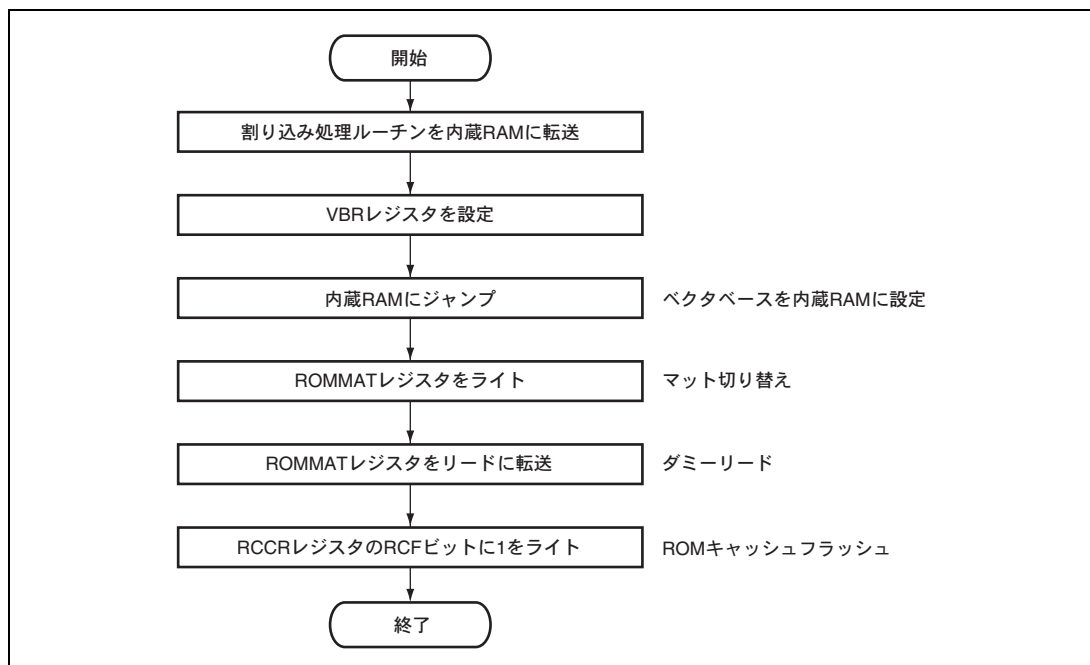 開始
割り込み処理ルーチンを内蔵RAMに転送
VBRレジスタを設定
内蔵RAMにジャンプ
ベクタベースを内蔵RAMに設定
ROMMATレジスタをライト
マット切り替え
ROMMATレジスタをリードに転送
ダミーリード
RCCRレジスタのRCFビットに1をライト
ROMキャッシュフラッシュ
終了